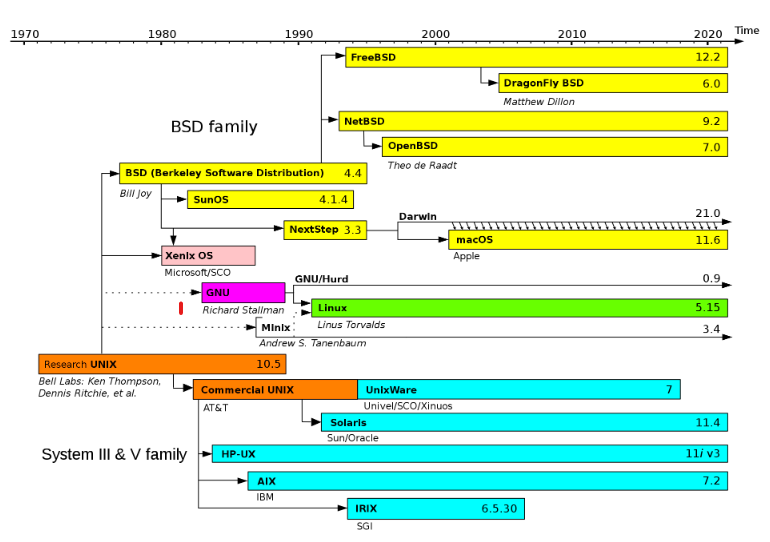 1970 1980 1990 2000 2010 2020 Time
FreeBSD 12.2
DragonFly BSD 6.0
Matthew Dillon
BSD family
NetBSD 9.2
OpenBSD 7.0
Theo de Raadt
BSD (Berkeley Software Distribution) 4.4
Bill Joy
SunOS 4.1.4
Darwin 21.0
NextStep 3.3
macOS 11.6
Apple
Xenix OS
Microsoft/SCO
GNU/Hurd 0.9
GNU
Richard Stallman
Linux 5.15
Linus Torvalds
Minix 3.4
Andrew S. Tanenbaum
Research UNIX 10.5
Bell Labs: Ken Thompson,
Dennis Ritchie, et al.
Commercial UNIX
AT&T
UnixWare 7
Univel/SCO/Xinuos
Solaris 11.4
Sun/Oracle
System III & V family
HP-UX 11i v3
AIX 7.2
IBM
IRIX 6.5.30
SGI